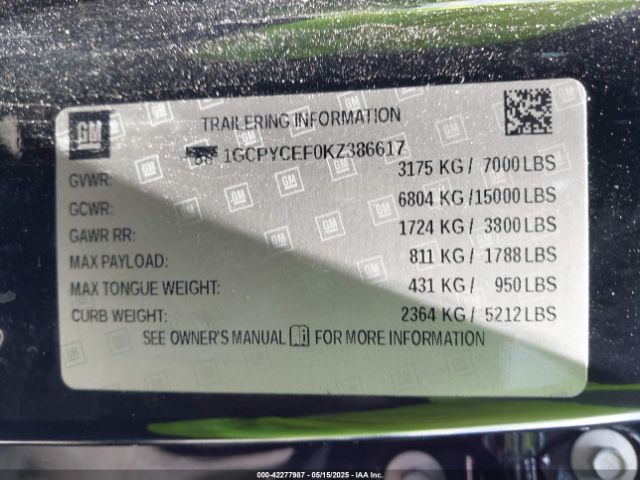 GM
TRAILERING INFORMATION
1GCPYCEF0KZ386617
GVWR: 3175 KG / 7000 LBS
GCWR: 6804 KG /15000 LBS
GAWR RR: 1724 KG / 3800 LBS
MAX PAYLOAD: 811 KG / 1788 LBS
MAX TONGUE WEIGHT: 431 KG / 950 LBS
CURB WEIGHT: 2364 KG / 5212 LBS
SEE OWNER'S MANUAL FOR MORE INFORMATION
000-42277987 - 05/15/2025 - IAA Inc.